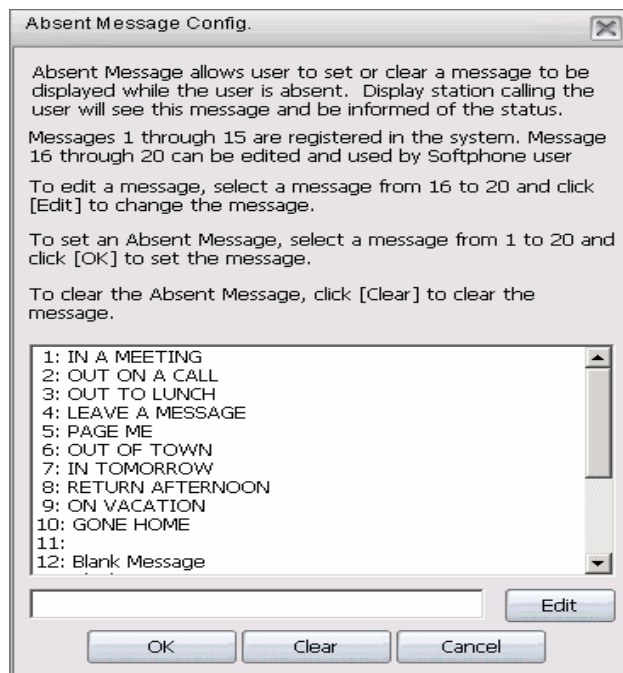 Absent Message Config.
Absent Message allows user to set or clear a message to be
displayed while the user is absent. Display station calling the
user will see this message and be informed of the status.
Messages 1 through 15 are registered in the system. Message
16 through 20 can be edited and used by Softphone user
To edit a message, select a message from 16 to 20 and click
[Edit] to change the message.
To set an Absent Message, select a message from 1 to 20 and
click [OK] to set the message.
To clear the Absent Message, click [Clear] to clear the
message.
1: IN A MEETING
2: OUT ON A CALL
3: OUT TO LUNCH
4: LEAVE A MESSAGE
5: PAGE ME
6: OUT OF TOWN
7: IN TOMORROW
8: RETURN AFTERNOON
9: ON VACATION
10: GONE HOME
11:
12: Blank Message
Edit
OK
Clear
Cancel